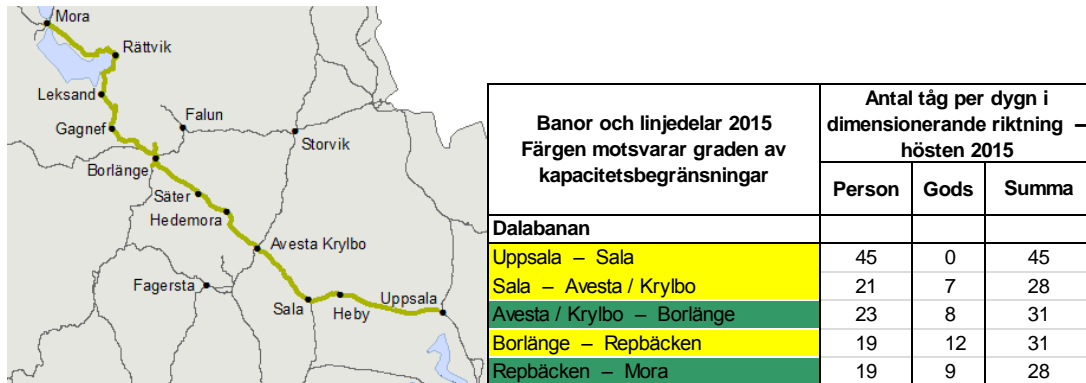 Mora
Rättvik
Leksand
Falun
Gagnef
Storvik
Borlänge
Säter
Hedemora
Avesta Krylbo
Fagersta
Sala
Heby
Uppsala
Banor och linjedelar 2015
Färgen motsvarar graden av
kapacitetsbegränsningar
Antal tåg per dygn i
dimensionerande riktning –
hösten 2015
Person Gods Summa
Dalabanan
Uppsala – Sala 45 0 45
Sala – Avesta / Krylbo 21 7 28
Avesta / Krylbo – Borlänge 23 8 31
Borlänge – Repbäcken 19 12 31
Repbäcken – Mora 19 9 28